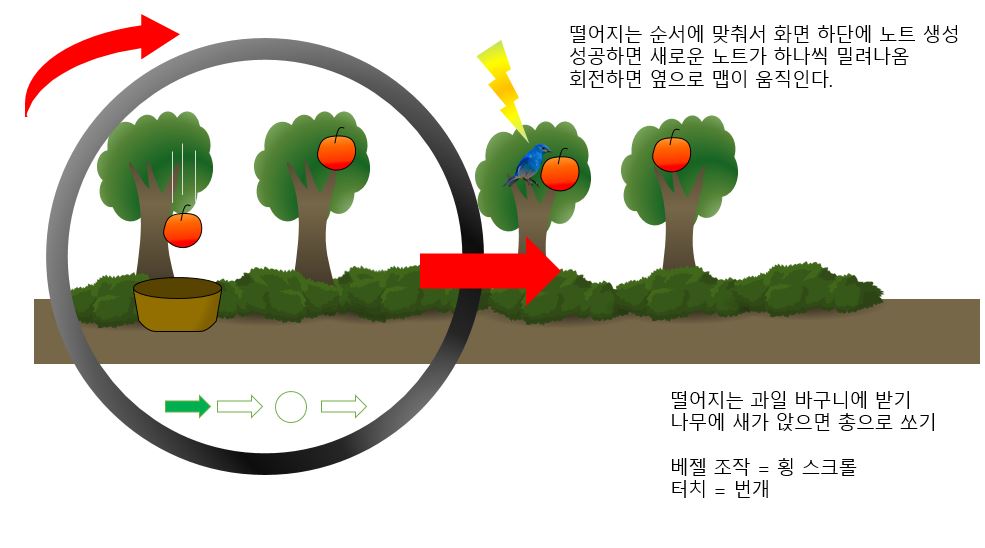 떨어지는 순서에 맞춰서 화면 하단에 노트 생성
성공하면 새로운 노트가 하나씩 밀려나옴
회전하면 옆으로 맵이 움직인다.
떨어지는 과일 바구니에 받기
나무에 새가 앉으면 총으로 쏘기
베젤 조작 = 횡 스크롤
터치 = 번개